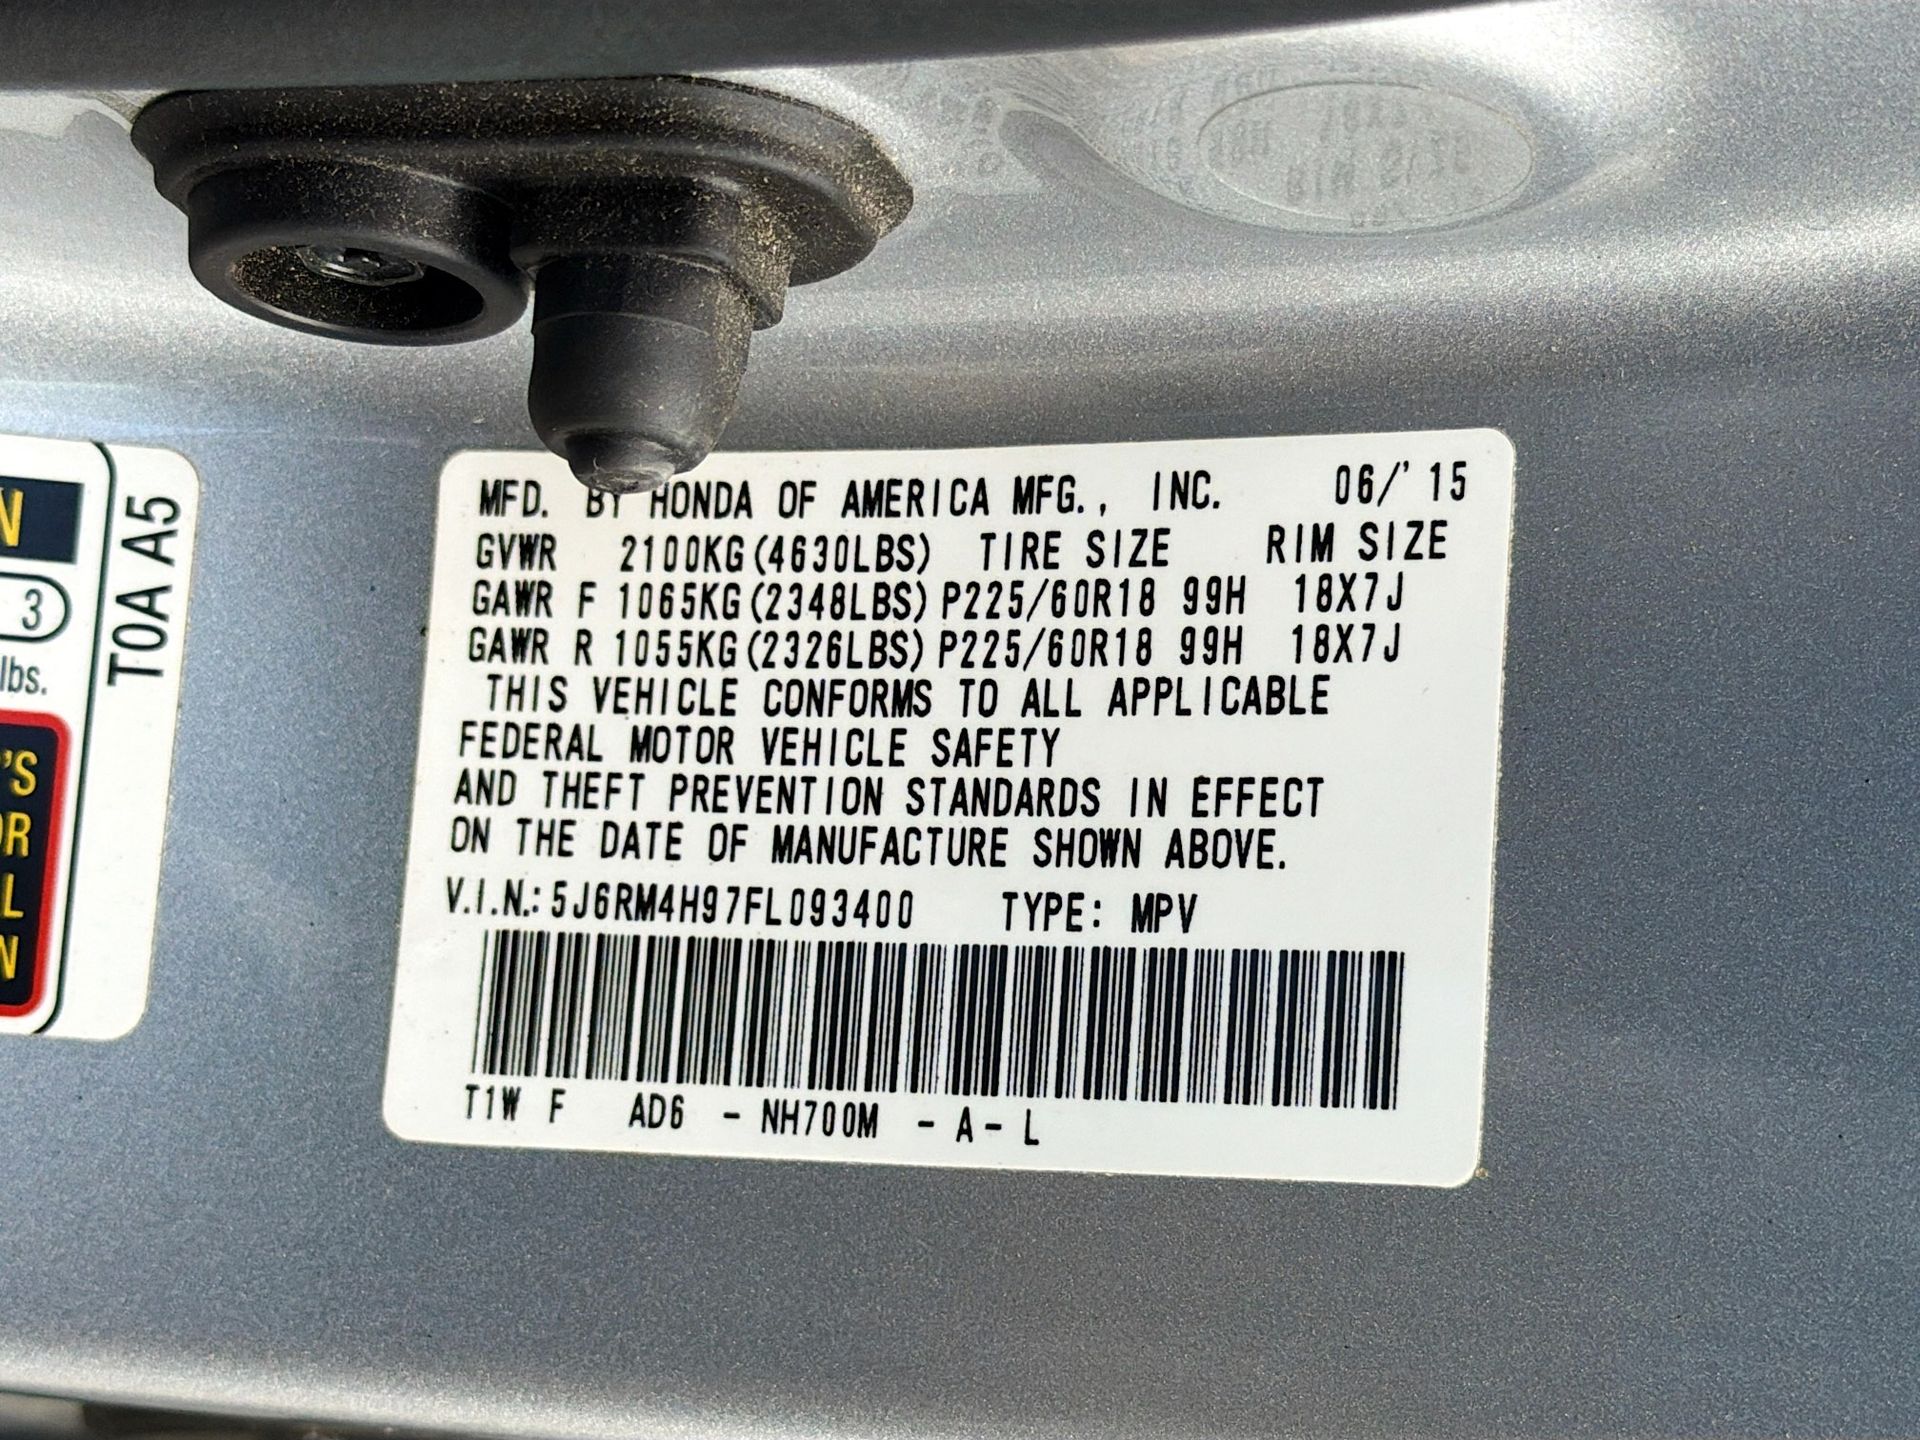 N
3
lbs.
'S
OR
L
N
T0A A5
MFD. BY HONDA OF AMERICA MFG., INC. 06/'15
GVWR 2100KG(4630LBS) TIRE SIZE RIM SIZE
GAWR F 1065KG(2348LBS) P225/60R18 99H 18X7J
GAWR R 1055KG(2326LBS) P225/60R18 99H 18X7J
THIS VEHICLE CONFORMS TO ALL APPLICABLE
FEDERAL MOTOR VEHICLE SAFETY
AND THEFT PREVENTION STANDARDS IN EFFECT
ON THE DATE OF MANUFACTURE SHOWN ABOVE.
V.I.N.: 5J6RM4H97FL093400 TYPE: MPV
T1W F AD6 - NH700M - A - L